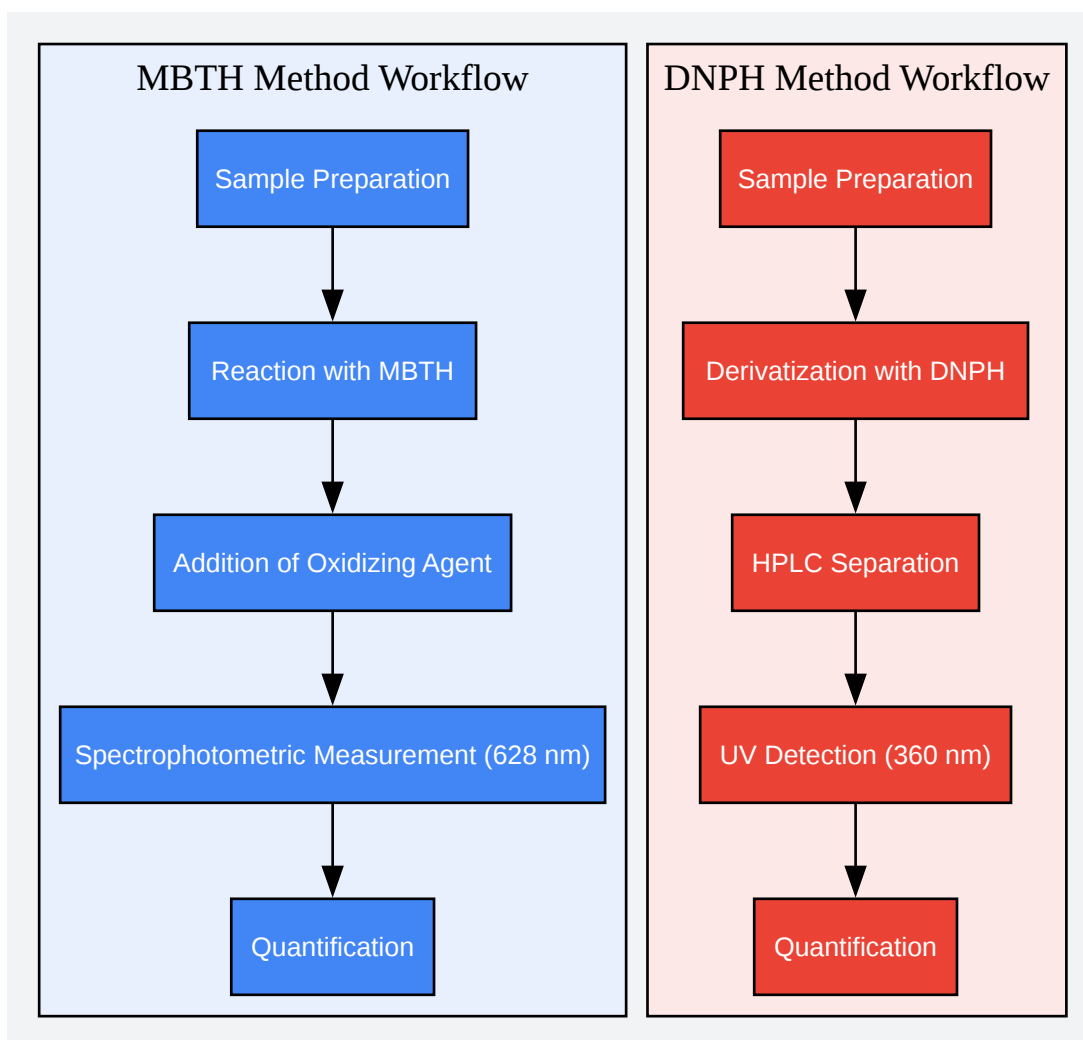 MBTH Method Workflow
Sample Preparation
Reaction with MBTH
Addition of Oxidizing Agent
Spectrophotometric Measurement (628 nm)
Quantification
DNPH Method Workflow
Sample Preparation
Derivatization with DNPH
HPLC Separation
UV Detection (360 nm)
Quantification